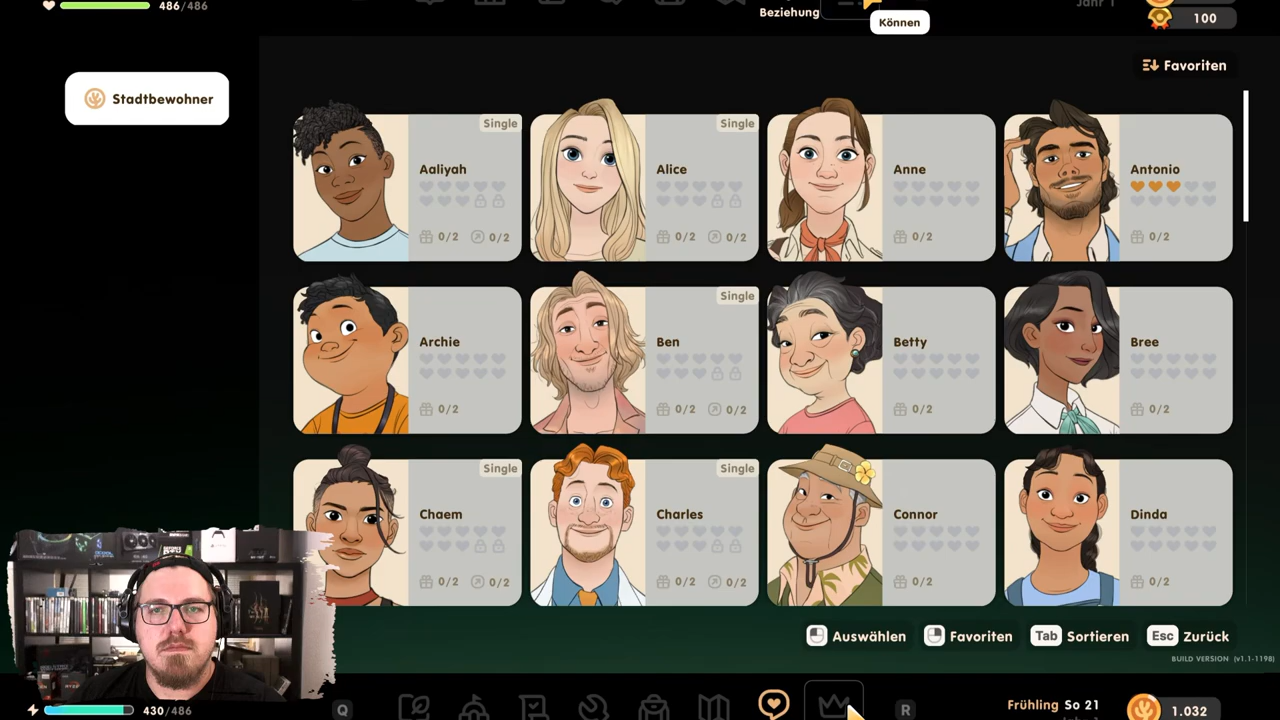 486/486
Beziehung
Können
Jahr 1
100
Favoriten
Stadtbewohner
Single
Aaliyah
0/2
0/2
Single
Alice
0/2
0/2
Anne
0/2
Antonio
0/2
Archie
0/2
Single
Ben
0/2
0/2
Betty
0/2
Bree
0/2
Single
Chaem
0/2
0/2
Single
Charles
0/2
0/2
Connor
0/2
Dinda
0/2
Auswählen
Favoriten
Tab Sortieren
Esc Zurück
BUILD VERSION (v1.1-1198)
430/486
Q
R
Frühling So 21
1.032